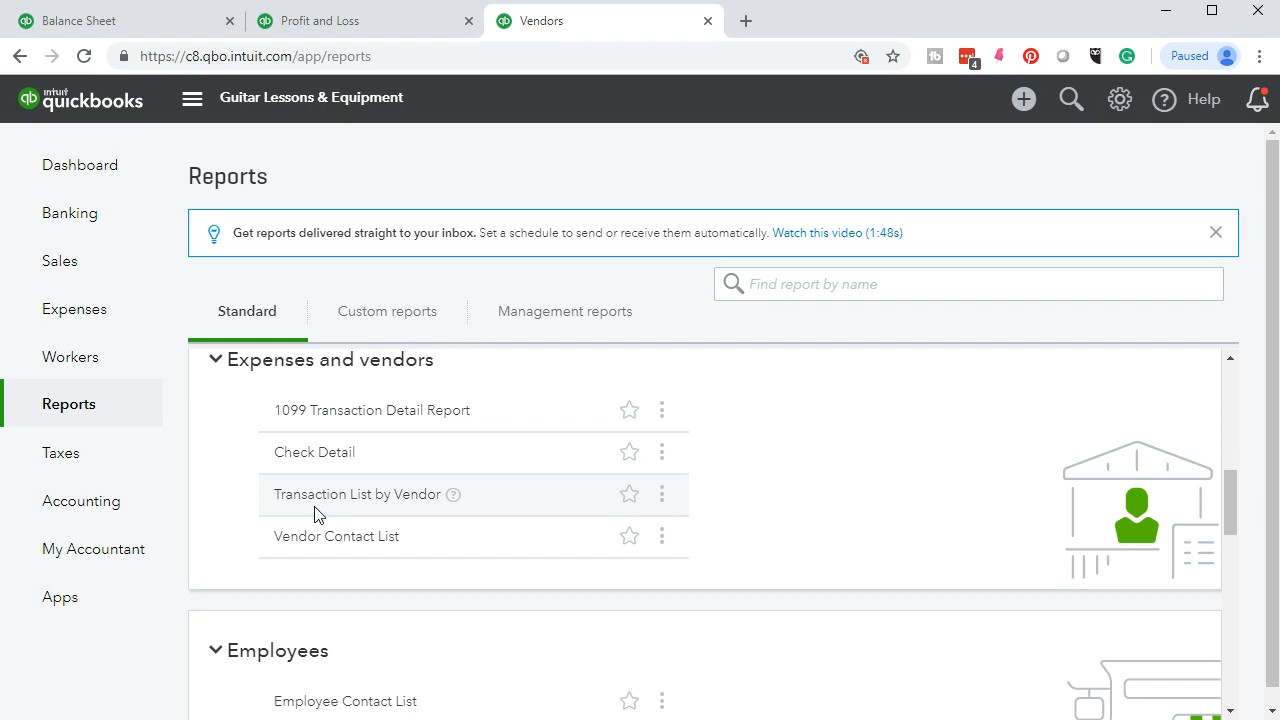 Balance Sheet
Profit and Loss
Vendors
https://c8.qbo.intuit.com/app/reports
4
Paused
intuit quickbooks
Guitar Lessons & Equipment
Help
Dashboard
Banking
Sales
Expenses
Workers
Reports
Taxes
Accounting
My Accountant
Apps
Reports
Get reports delivered straight to your inbox. Set a schedule to send or receive them automatically. Watch this video (1:48s)
Find report by name
Standard
Custom reports
Management reports
Expenses and vendors
1099 Transaction Detail Report
Check Detail
Transaction List by Vendor
Vendor Contact List
Employees
Employee Contact List